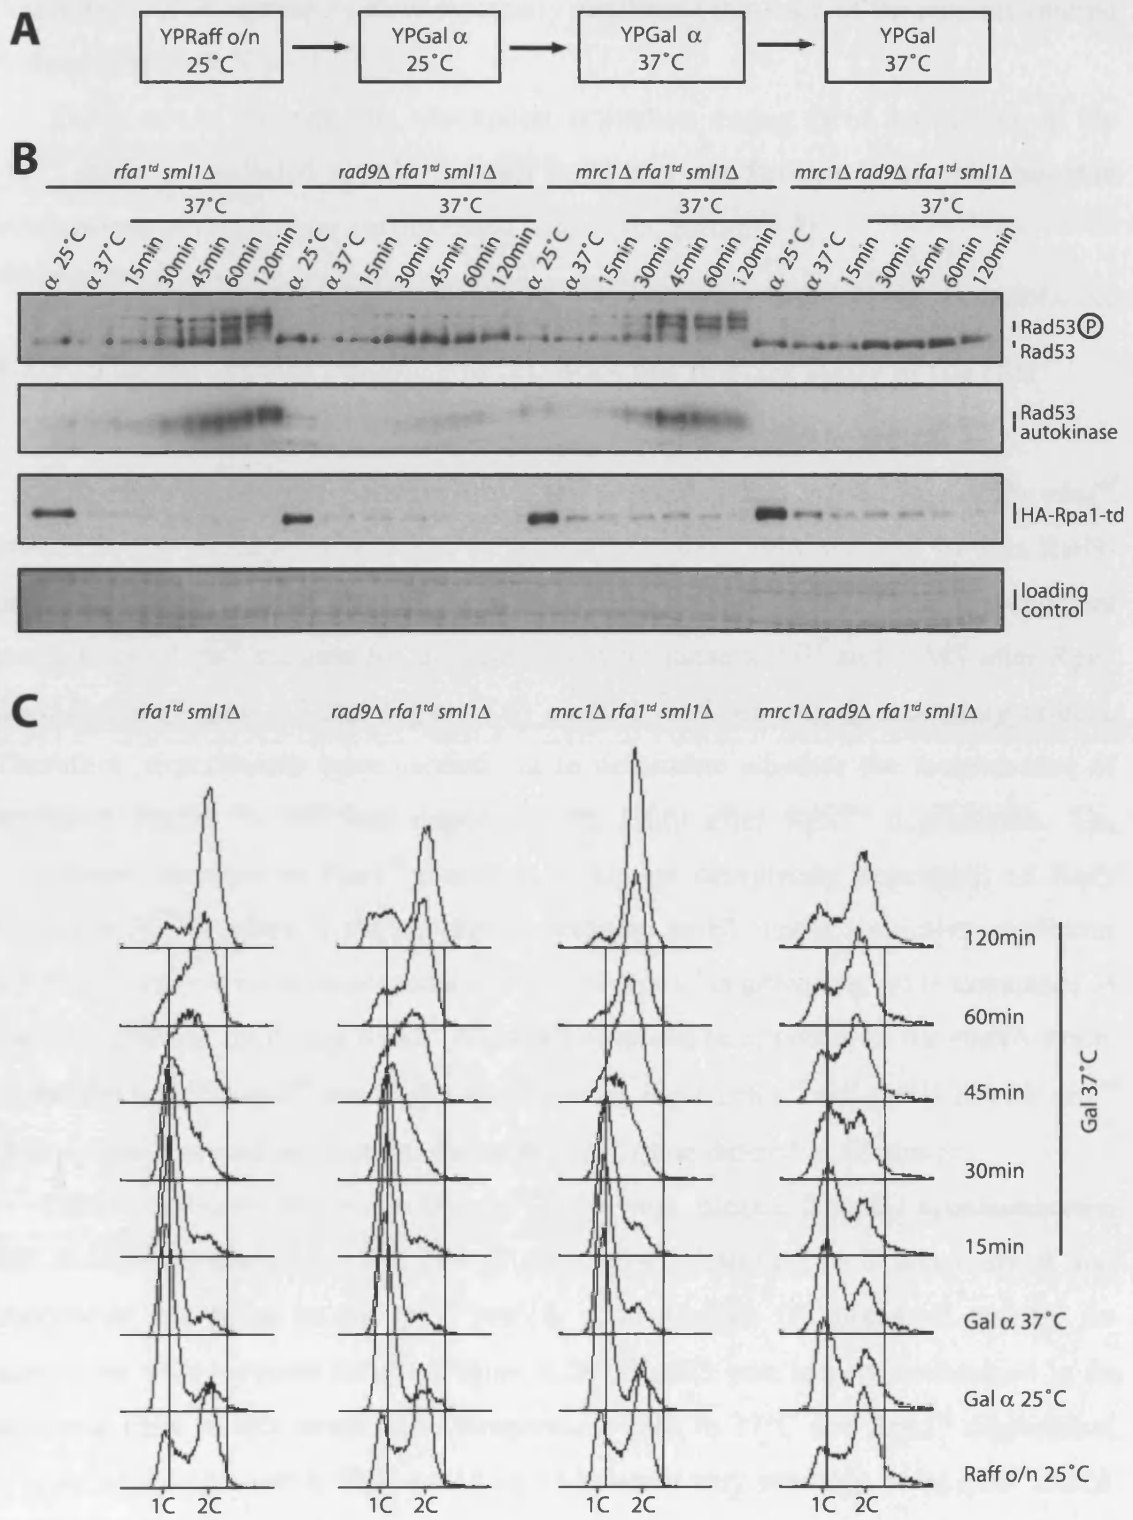 A
YPRaff o/n
25˚C
YPGal α
25˚C
YPGal α
37˚C
YPGal
37˚C
B
rfa1td sml1Δ
rad9Δ rfa1td sml1Δ
mrc1Δ rfa1td sml1Δ
mrc1Δ rad9Δ rfa1td sml1Δ
37˚C
37˚C
37˚C
37˚C
α 25˚C
α 37˚C
15min
30min
45min
60min
120min
α 25˚C
α 37˚C
15min
30min
45min
60min
120min
α 25˚C
α 37˚C
15min
30min
45min
60min
120min
α 25˚C
α 37˚C
15min
30min
45min
60min
120min
Rad53 P
Rad53
Rad53
autokinase
HA-Rpa1-td
loading
control
C
rfa1td sml1Δ
rad9Δ rfa1td sml1Δ
mrc1Δ rfa1td sml1Δ
mrc1Δ rad9Δ rfa1td sml1Δ
120min
60min
45min
30min
15min
Gal 37˚C
Gal α 37˚C
Gal α 25˚C
Raff o/n 25˚C
1C 2C
1C 2C
1C 2C
1C 2C